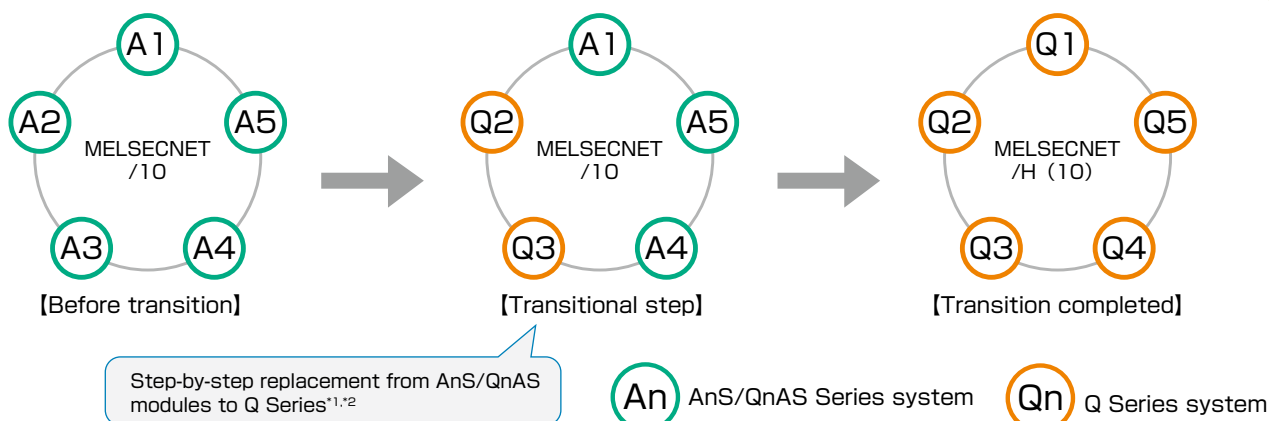 A1
A2
A5
MELSECNET
/10
A3
A4
【Before transition】
A1
Q2
A5
MELSECNET
/10
Q3
A4
【Transitional step】
Q1
Q2
Q5
MELSECNET
/H（10）
Q3
Q4
【Transition completed】
Step-by-step replacement from AnS/QnAS
modules to Q Series*1,*2
An AnS/QnAS Series system
Qn Q Series system